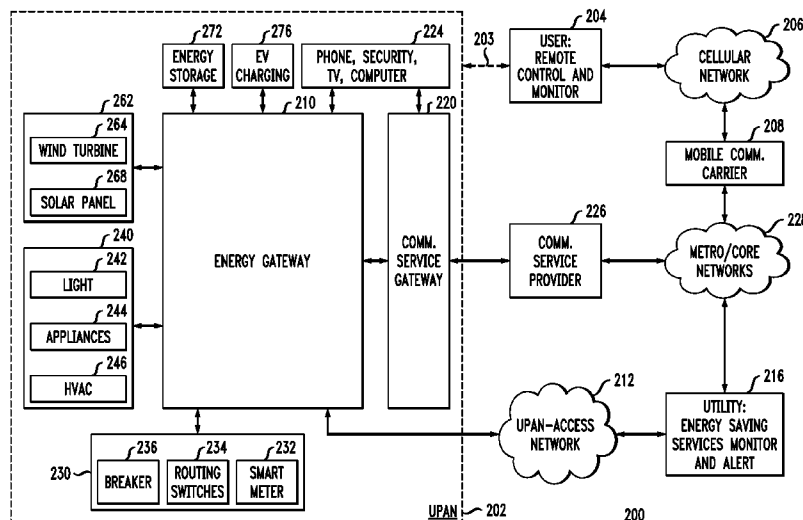 272
276
224
203
204
206
ENERGY
STORAGE
EV
CHARGING
PHONE, SECURITY,
TV, COMPUTER
USER:
REMOTE
CONTROL AND
MONITOR
CELLULAR
NETWORK
262
210
220
264
WIND TURBINE
268
SOLAR PANEL
208
MOBILE COMM.
CARRIER
240
242
LIGHT
244
APPLIANCES
246
HVAC
ENERGY GATEWAY
COMM.
SERVICE
GATEWAY
226
COMM.
SERVICE
PROVIDER
228
METRO/CORE
NETWORKS
212
UPAN-ACCESS
NETWORK
216
UTILITY:
ENERGY SAVING
SERVICES MONITOR
AND ALERT
230
236
234
232
BREAKER
ROUTING
SWITCHES
SMART
METER
UPAN
202
200